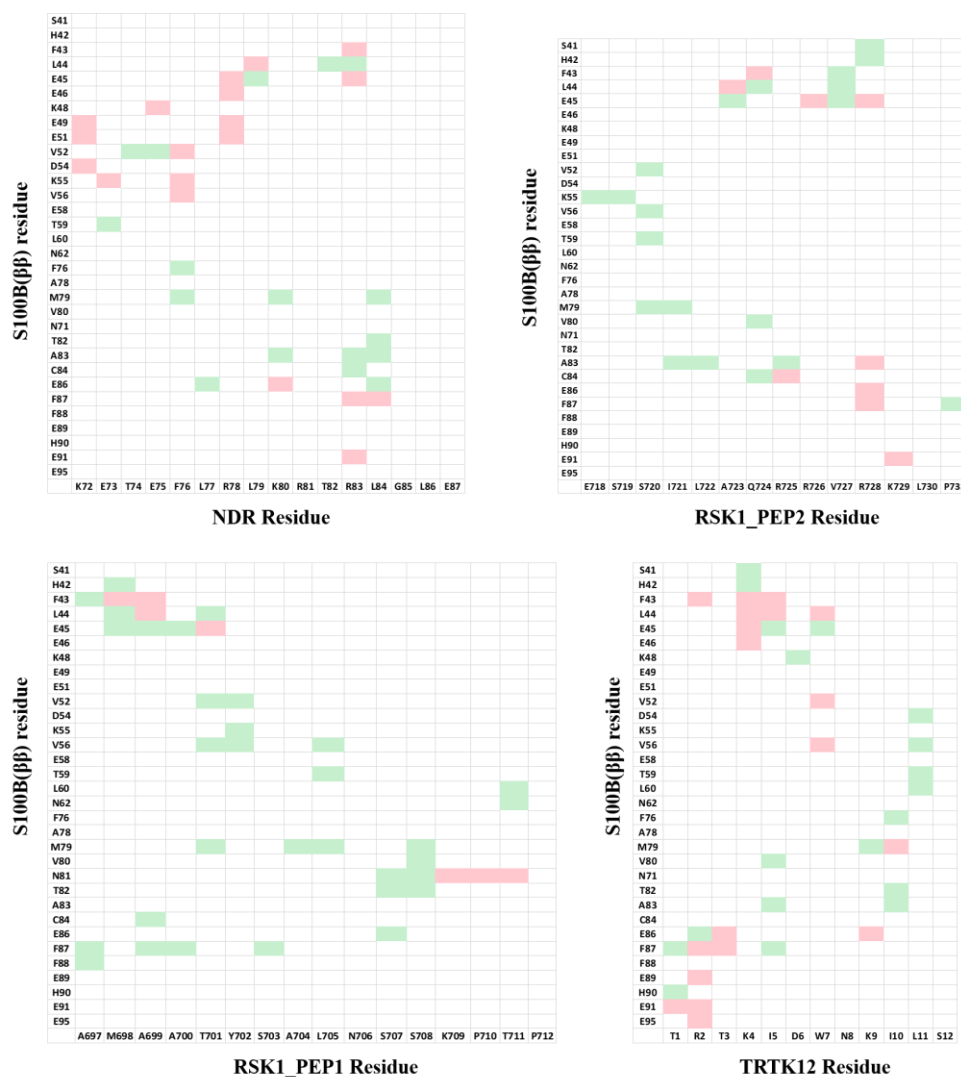 S41
H42
F43
L44
E45
E46
K48
E49
E51
V52
D54
K55
V56
E58
T59
L60
N62
F76
A78
M79
V80
N71
T82
A83
C84
E86
F87
F88
E89
H90
E91
E95
S100B(ββ) residue
K72 E73 T74 E75 F76 L77 R78 L79 K80 R81 T82 R83 L84 G85 L86 E87
NDR Residue
S41
H42
F43
L44
E45
E46
K48
E49
E51
V52
D54
K55
V56
E58
T59
L60
N62
F76
A78
M79
V80
N71
T82
A83
C84
E86
F87
F88
E89
H90
E91
E95
S100B(ββ) residue
E718 S719 S720 I721 L722 A723 Q724 R725 R726 V727 R728 K729 L730 P73
RSK1_PEP2 Residue
S41
H42
F43
L44
E45
E46
K48
E49
E51
V52
D54
K55
V56
E58
T59
L60
N62
F76
A78
M79
V80
N81
T82
A83
C84
E86
F87
F88
E89
H90
E91
E95
S100B(ββ) residue
A697 M698 A699 A700 T701 Y702 S703 A704 L705 N706 S707 S708 K709 P710 T711 P712
RSK1_PEP1 Residue
S41
H42
F43
L44
E45
E46
K48
E49
E51
V52
D54
K55
V56
E58
T59
L60
N62
F76
A78
M79
V80
N71
T82
A83
C84
E86
F87
F88
E89
H90
E91
E95
S100B(ββ) residue
T1 R2 T3 K4 I5 D6 W7 N8 K9 I10 L11 S12
TRTK12 Residue